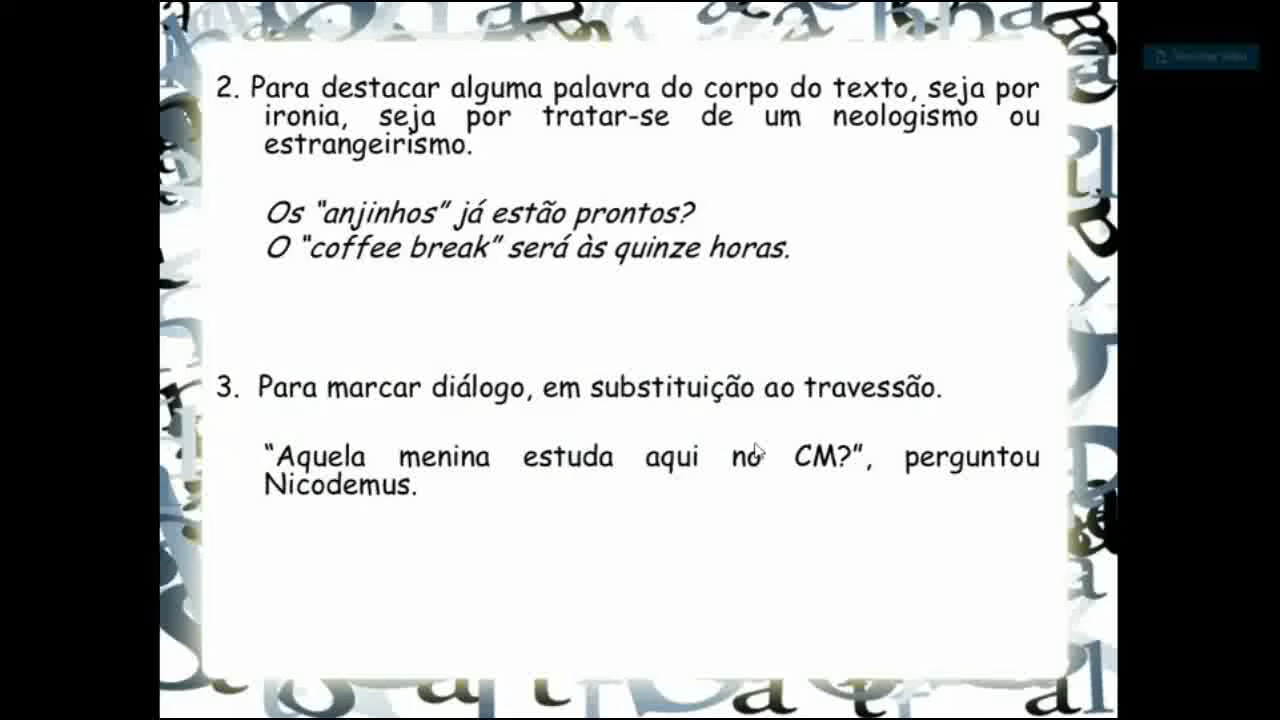 2. Para destacar alguma palavra do corpo do texto, seja por
ironia, seja por tratar-se de um neologismo ou
estrangeirismo.
Os “anjinhos” já estão prontos?
O “coffee break” será às quinze horas.
3. Para marcar diálogo, em substituição ao travessão.
“Aquela menina estuda aqui no CM?”, perguntou
Nicodemus.